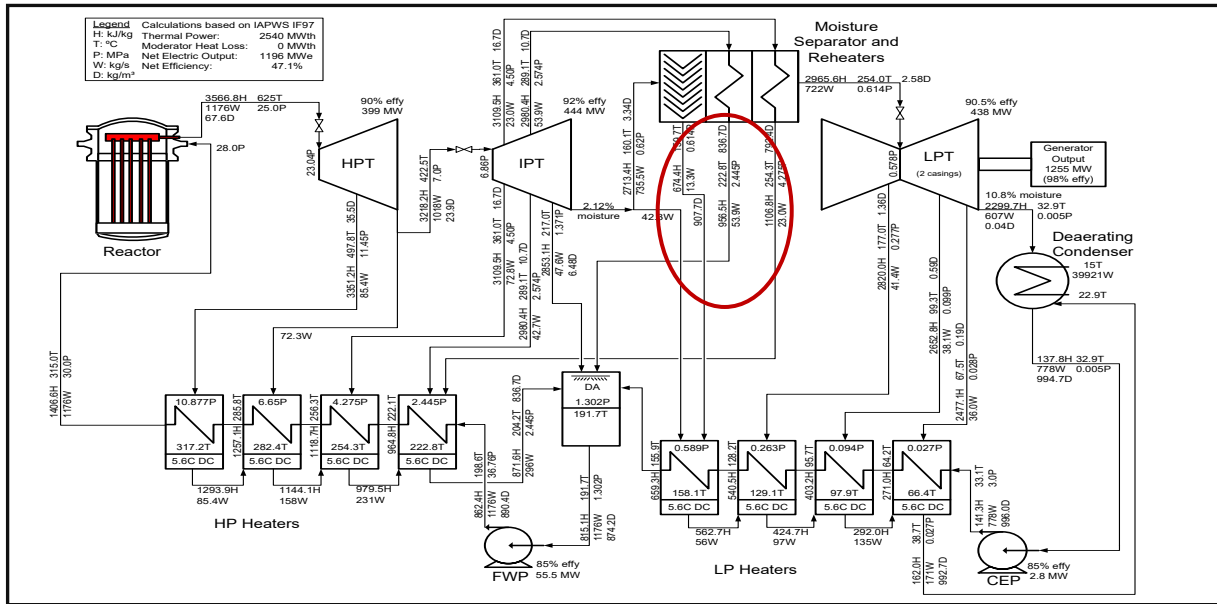 Legend Calculations based on IAPWS IF97
H: kJ/kg Thermal Power: 2540 MWth
T: ºC Moderator Heat Loss: 0 MWth
P: MPa Net Electric Output: 1196 MWe
W: kg/s Net Efficiency: 47.1%
D: kg/m³
3566.8H 625T
1176W 25.0P
67.6D
28.0P
Reactor
1406.6H 315.0T
1176W 30.0P
90% effy
399 MW
HPT
23.04P
35.5D
3351.2H 497.8T
11.45P
85.4W
72.3W
3218.2H 422.5T
1018W 7.0P
23.9D
6.86P
92% effy
444 MW
IPT
3109.5H 361.0T 16.7D
23.0W 4.50P
2980.4H 289.1T 10.7D
53.9W 2.574P
3109.5H 361.0T 16.7D
72.8W 4.50P
2980.4H 289.1T 10.7D
42.7W 2.574P
2853.1H 217.0T 1.371P
47.6W
6.48D
2.12%
moisture
2713.4H 160.1T 3.34D
735.5W 0.62P
Moisture
Separator and
Reheaters
674.4H
13.3W 0.614P
907.7D
956.5H 222.8T 836.7D
53.9W 2.445P
1106.8H 254.3T
23.0W 4.275P
2965.6H 254.0T 2.58D
722W 0.614P
90.5% effy
438 MW
LPT
(2 casings)
0.578P
Generator
Output
1255 MW
(98% effy)
10.8% moisture
2299.7H 32.9T
607W 0.005P
0.04D
Deaerating
Condenser
15T
39921W
22.9T
137.8H 32.9T
778W 0.005P
994.7D
2820.0H 177.0T 1.36D
41.4W 0.277P
2652.8H 99.3T 0.59D
38.1W 0.099P
2477.1H 67.5T 0.19D
36.0W 0.028P
10.877P
317.2T
5.6C DC
1257.1H 285.8T
6.65P
282.4T
5.6C DC
1118.7H 256.3T
4.275P
254.3T
5.6C DC
964.8H 222.1T
2.445P
222.8T
5.6C DC
1293.9H
85.4W
1144.1H
158W
979.5H
231W
HP Heaters
871.6H 204.2T 836.7D
296W 2.445P
862.4H 198.6T
1176W 36.76P
890.4D
DA
1.302P
191.7T
815.1H 191.7T
1176W 1.302P
874.2D
FWP
85% effy
55.5 MW
659.3H 155.9T
0.589P
158.1T
5.6C DC
540.5H 128.2T
0.263P
129.1T
5.6C DC
403.2H 95.7T
0.094P
97.9T
5.6C DC
271.0H 64.2T
0.027P
66.4T
5.6C DC
562.7H
56W
424.7H
97W
292.0H
135W
LP Heaters
162.0H 38.7T 0.027P
171W
992.7D
141.3H 33.1T
778W 3.0P
996.0D
CEP
85% effy
2.8 MW